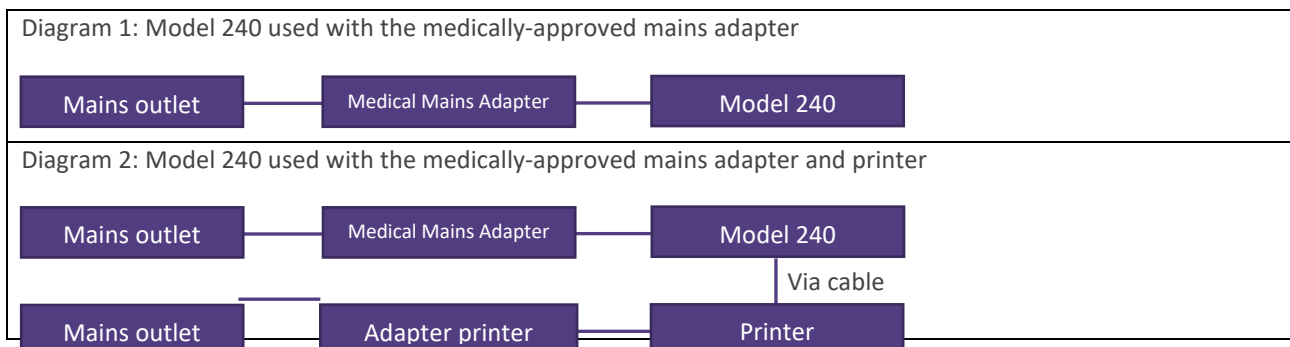 Diagram 1: Model 240 used with the medically-approved mains adapter
Mains outlet Medical Mains Adapter Model 240
Diagram 2: Model 240 used with the medically-approved mains adapter and printer
Mains outlet Medical Mains Adapter Model 240
Via cable
Mains outlet Adapter printer Printer